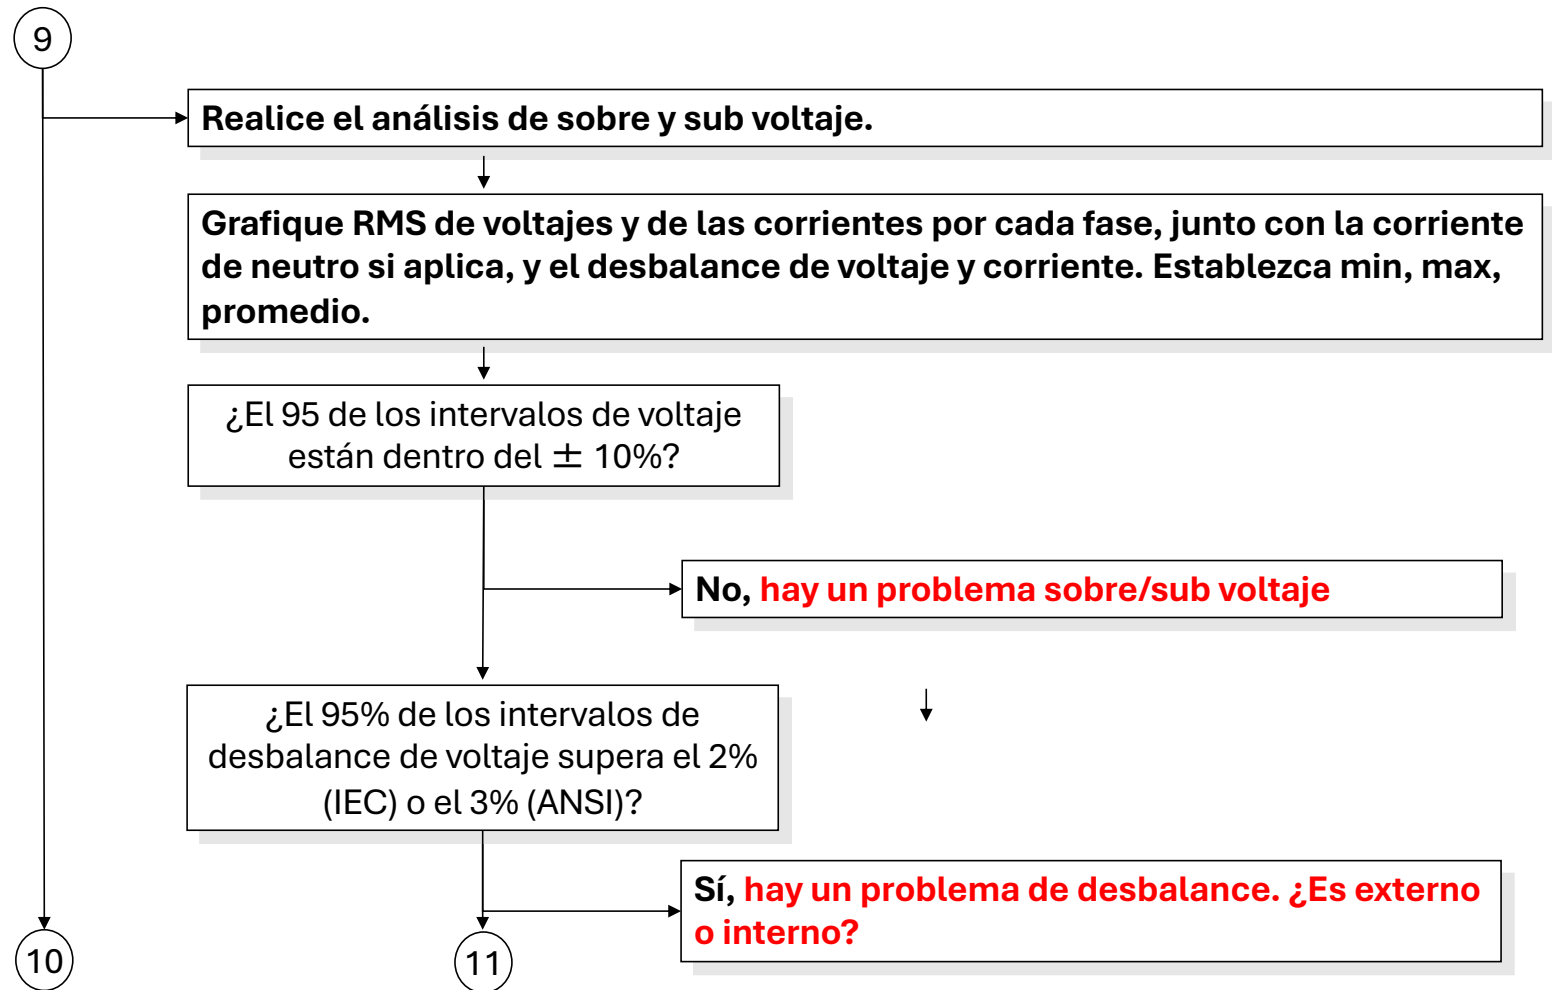 9
Realice el análisis de sobre y sub voltaje.
Grafique RMS de voltajes y de las corrientes por cada fase, junto con la corriente
de neutro si aplica, y el desbalance de voltaje y corriente. Establezca min, max,
promedio.
¿El 95 de los intervalos de voltaje
están dentro del ± 10%?
No, hay un problema sobre/sub voltaje
¿El 95% de los intervalos de
desbalance de voltaje supera el 2%
(IEC) o el 3% (ANSI)?
Sí, hay un problema de desbalance. ¿Es externo
o interno?
10
11